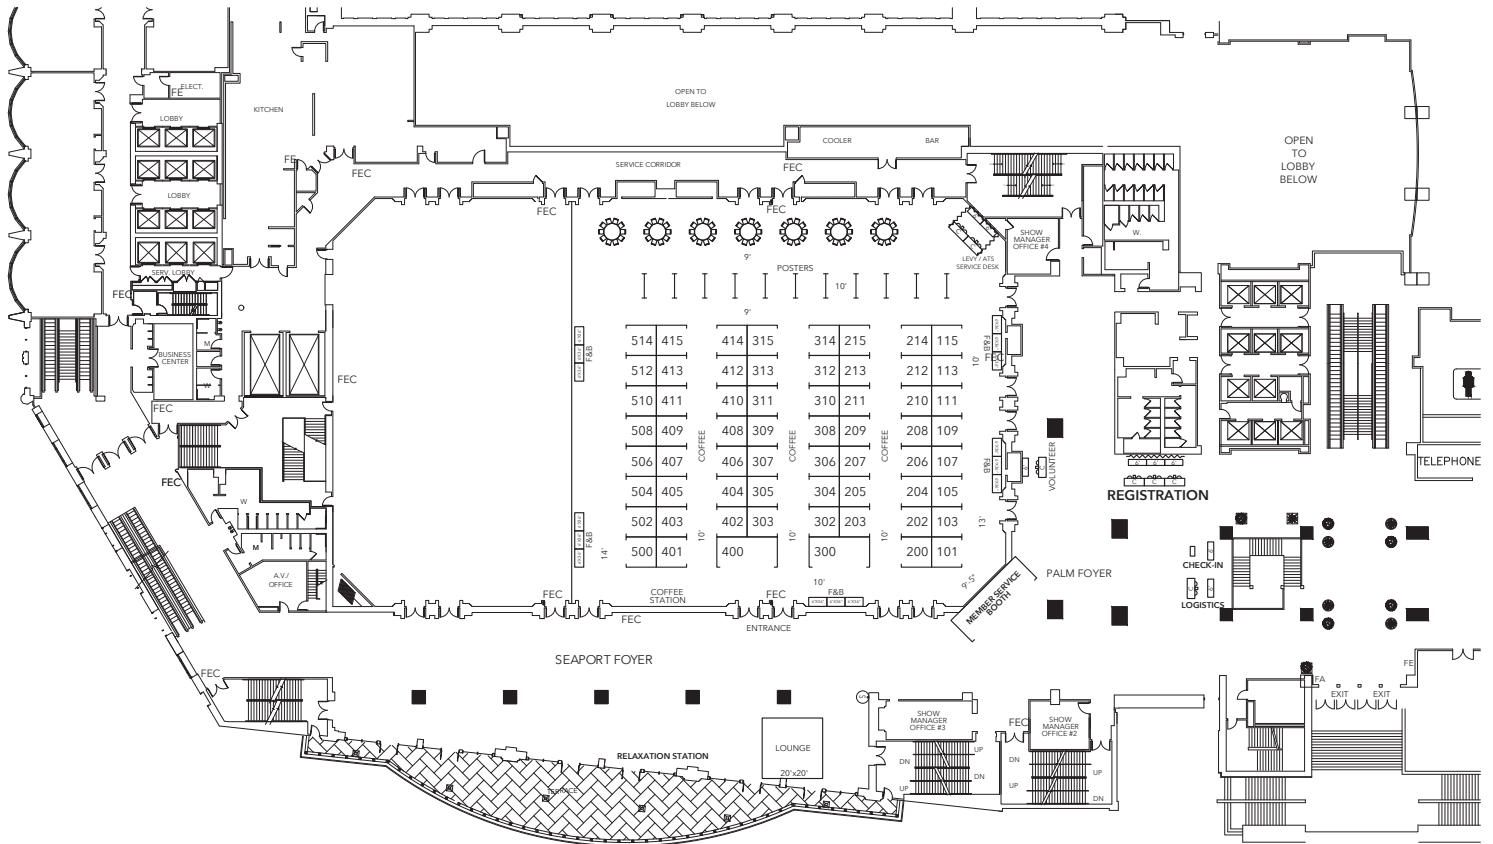 ELECT.
FE
KITCHEN
LOBBY
OPEN TO
LOBBY BELOW
COOLER
BAR
OPEN
TO
LOBBY
BELOW
FE
FEC
SERVICE CORRIDOR
FEC
LOBBY
FEC
FEC
W.
SHOW
MANAGER
OFFICE #4
LEVY / ATS
SERVICE DESK
9'
POSTERS
10'
9'
SERV. LOBBY
FEC
M
BUSINESS
CENTER
W
FEC
FEC
F&B
514 415 414 315 314 215 214 115
512 413 412 313 312 213 212 113
510 411 410 311 310 211 210 111
508 409 408 309 308 209 208 109
506 407 406 307 306 207 206 107
504 405 404 305 304 205 204 105
502 403 402 303 302 203 202 103
500 401 400 300 200 101
COFFEE
COFFEE
COFFEE
10'
10'
10'
F&B
FEC
10'
F&B
13'
VOLUNTEER
TELEPHONE
REGISTRATION
FEC
W
M
A.V./
OFFICE
F&B
14'
CHECK-IN
LOGISTICS
PALM FOYER
9'-5"
MEMBER SERVICE
BOOTH
COFFEE
STATION
10'
F&B
FEC
FEC
FEC
ENTRANCE
SEAPORT FOYER
FEC
FE
FA
EXIT
EXIT
S
SHOW
MANAGER
OFFICE #3
FEC
SHOW
MANAGER
OFFICE #2
LOUNGE
20'x20'
RELAXATION STATION
TERRACE
UP
DN
DN
UP
DN
UP
UP
DN